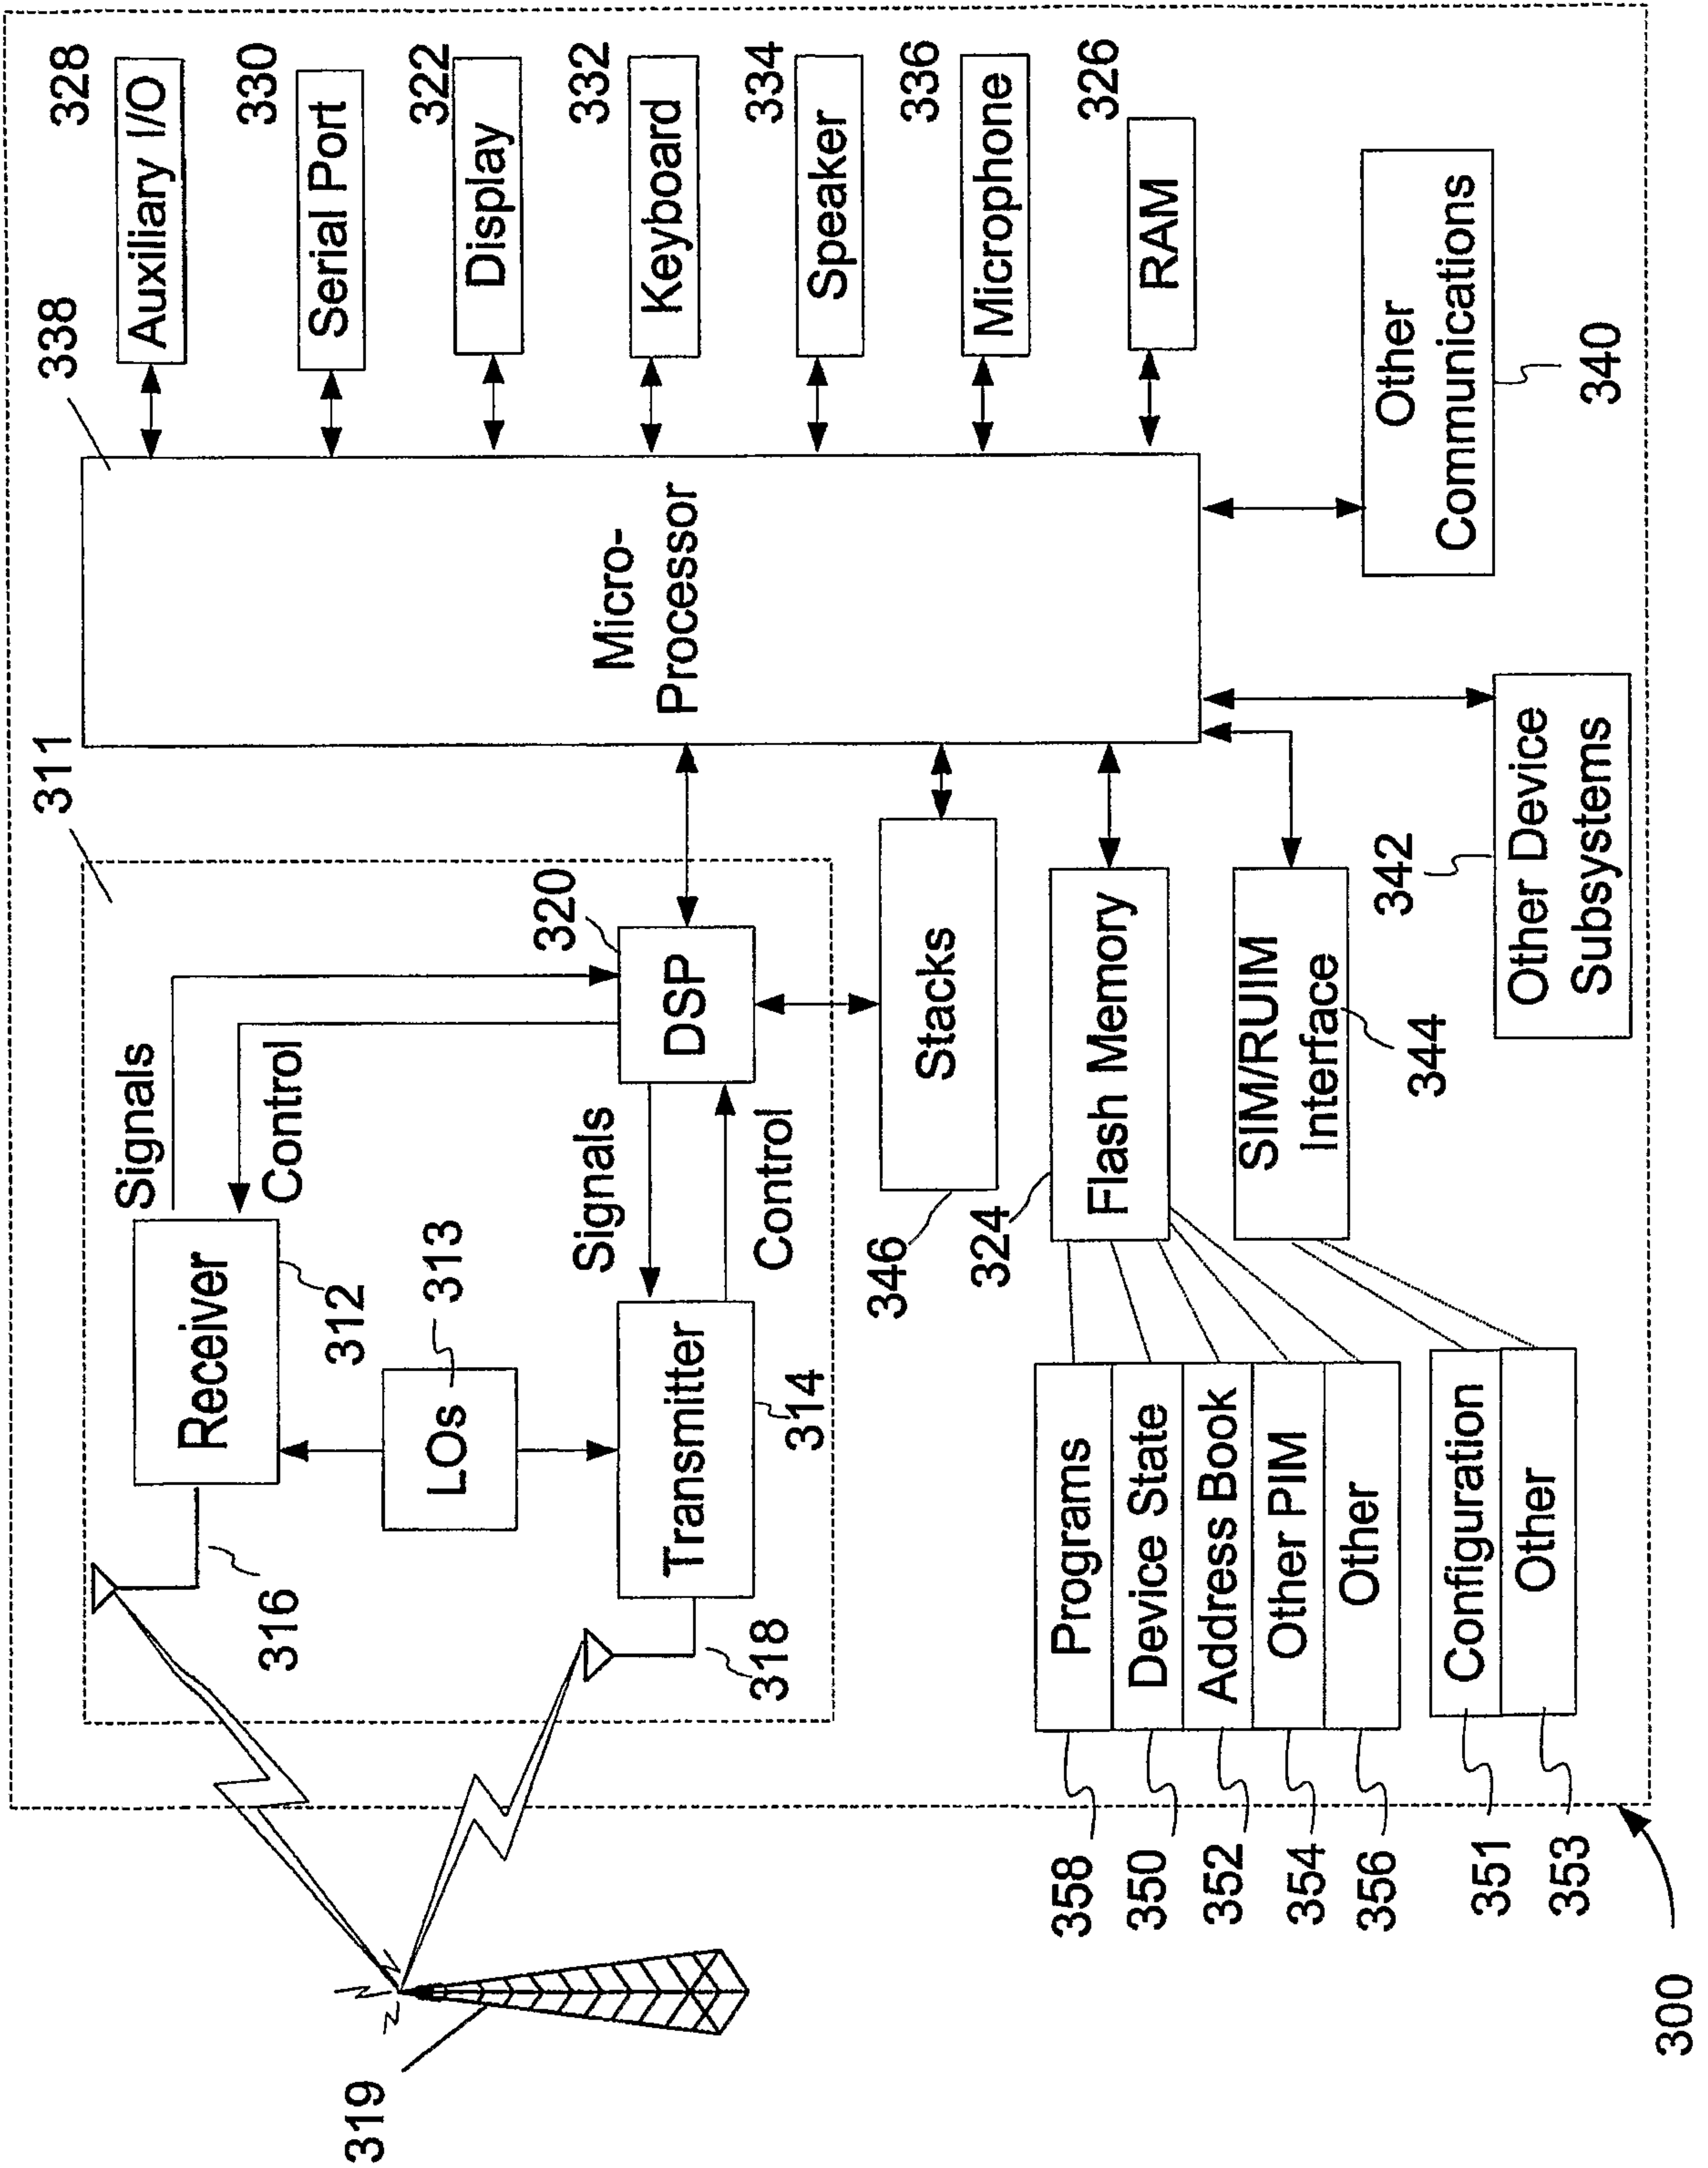 328
Auxiliary I/O
330
Serial Port
322
Display
332
Keyboard
334
Speaker
336
Microphone
326
RAM
338
Micro-
Processor
Other
Communications
340
311
Signals
Control
320
DSP
Signals
Control
Receiver
312
313
LOs
Transmitter
314
316
318
319
Stacks
346
Flash Memory
324
SIM/RUIM
Interface
344
342
Other Device
Subsystems
Programs
Device State
Address Book
Other PIM
Other
Configuration
Other
358
350
352
354
356
351
353
300